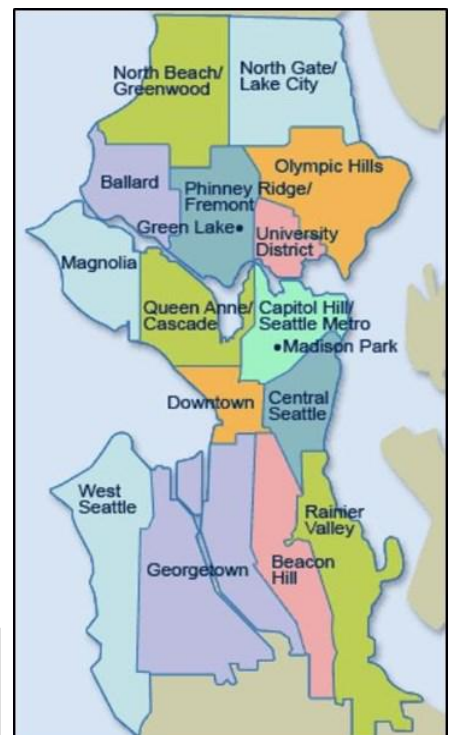 North Beach/
Greenwood
North Gate/
Lake City
Ballard
Olympic Hills
Phinney Ridge/
Fremont
Green Lake
University
District
Magnolia
Queen Anne/
Cascade
Capitol Hill/
Seattle Metro
Madison Park
Downtown
Central
Seattle
West
Seattle
Rainier
Valley
Georgetown
Beacon
Hill